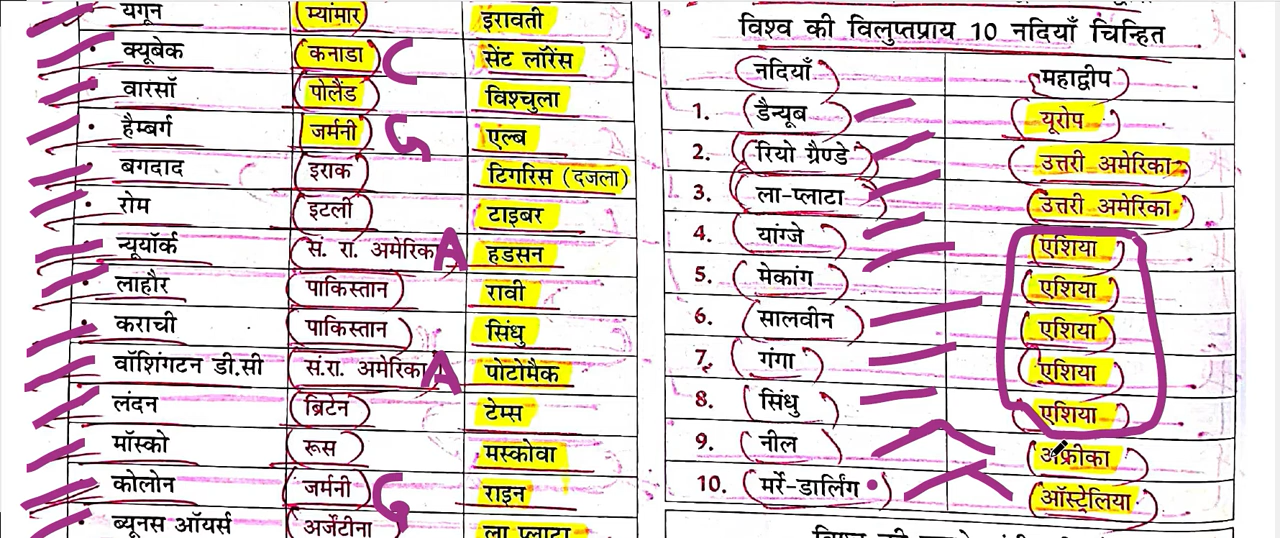 यगून म्यांमार इरावती
क्यूबेक कनाडा सेंट लॉरेंस
वारसॉ पोलैंड विश्चुला
हैम्बर्ग जर्मनी एल्ब
बगदाद इराक टिगरिस (दजला)
रोम इटली टाइबर
न्यूयॉर्क सं. रा. अमेरिका हडसन
लाहौर पाकिस्तान रावी
कराची पाकिस्तान सिंधु
वॉशिंगटन डी.सी सं.रा. अमेरिका पोटोमैक
लंदन ब्रिटेन टेम्स
मॉस्को रूस मस्कोवा
कोलोन जर्मनी राइन
ब्यूनस ऑयर्स अर्जेंटीना ला प्लाटा
विश्व की विलुप्तप्राय 10 नदियाँ चिन्हित
नदियाँ महाद्वीप
1. डैन्यूब यूरोप
2. रियो ग्रैण्डे उत्तरी अमेरिका
3. ला-प्लाटा उत्तरी अमेरिका
4. यांग्जे एशिया
5. मेकांग एशिया
6. सालवीन एशिया
7. गंगा एशिया
8. सिंधु एशिया
9. नील अफ्रीका
10. मर्रे-डार्लिंग ऑस्ट्रेलिया